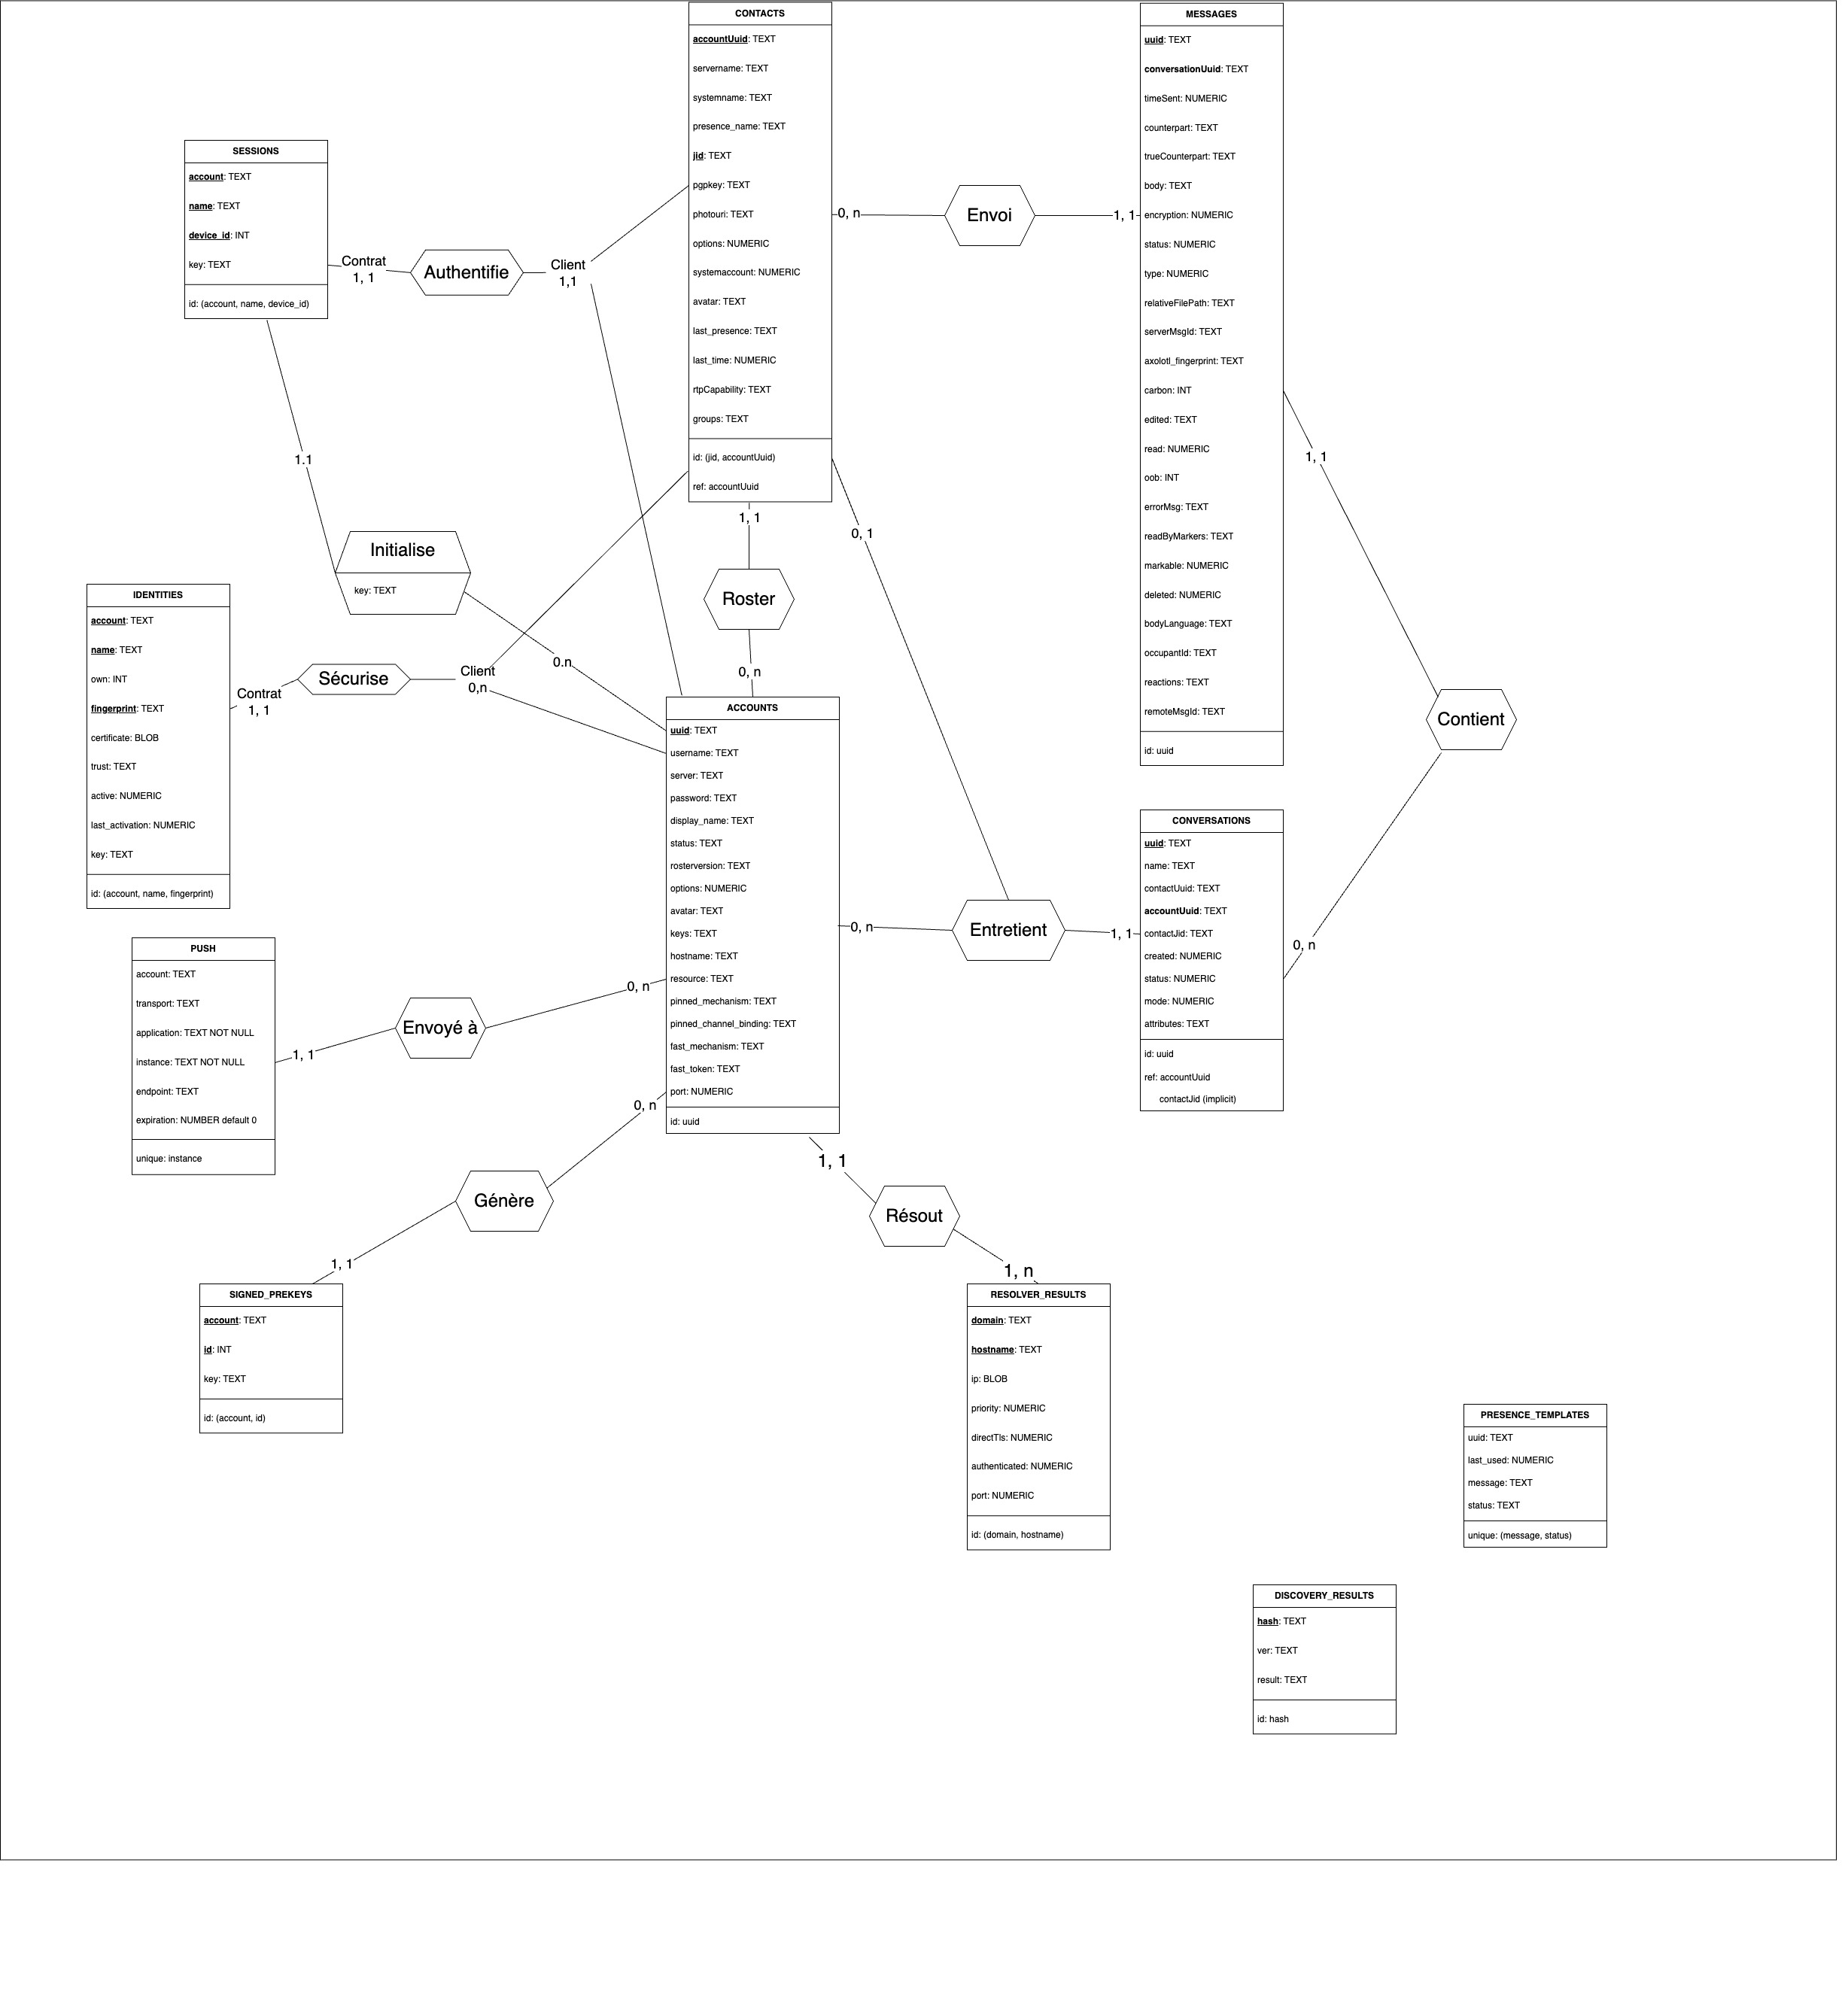 CONTACTS
accountUuid: TEXT
servername: TEXT
systemname: TEXT
presence_name: TEXT
jid: TEXT
pgpkey: TEXT
photouri: TEXT
options: NUMERIC
systemaccount: NUMERIC
avatar: TEXT
last_presence: TEXT
last_time: NUMERIC
rtpCapability: TEXT
groups: TEXT
id: (jid, accountUuid)
ref: accountUuid
MESSAGES
uuid: TEXT
conversationUuid: TEXT
timeSent: NUMERIC
counterpart: TEXT
trueCounterpart: TEXT
body: TEXT
encryption: NUMERIC
status: NUMERIC
type: NUMERIC
relativeFilePath: TEXT
serverMsgId: TEXT
axolotl_fingerprint: TEXT
carbon: INT
edited: TEXT
read: NUMERIC
oob: INT
errorMsg: TEXT
readByMarkers: TEXT
markable: NUMERIC
deleted: NUMERIC
bodyLanguage: TEXT
occupantId: TEXT
reactions: TEXT
remoteMsgId: TEXT
id: uuid
SESSIONS
account: TEXT
name: TEXT
device_id: INT
key: TEXT
id: (account, name, device_id)
Contrat
1, 1
Authentifie
Client
1,1
0, n
Envoi
1, 1
1.1
Initialise
key: TEXT
0.n
1, 1
Roster
0, n
0, 1
1, 1
Contient
0, n
IDENTITIES
account: TEXT
name: TEXT
own: INT
fingerprint: TEXT
certificate: BLOB
trust: TEXT
active: NUMERIC
last_activation: NUMERIC
key: TEXT
id: (account, name, fingerprint)
Contrat
1, 1
Sécurise
Client
0,n
ACCOUNTS
uuid: TEXT
username: TEXT
server: TEXT
password: TEXT
display_name: TEXT
status: TEXT
rosterversion: TEXT
options: NUMERIC
avatar: TEXT
keys: TEXT
hostname: TEXT
resource: TEXT
pinned_mechanism: TEXT
pinned_channel_binding: TEXT
fast_mechanism: TEXT
fast_token: TEXT
port: NUMERIC
id: uuid
0, n
Entretient
1, 1
CONVERSATIONS
uuid: TEXT
name: TEXT
contactUuid: TEXT
accountUuid: TEXT
contactJid: TEXT
created: NUMERIC
status: NUMERIC
mode: NUMERIC
attributes: TEXT
id: uuid
ref: accountUuid
contactJid (implicit)
PUSH
account: TEXT
transport: TEXT
application: TEXT NOT NULL
instance: TEXT NOT NULL
endpoint: TEXT
expiration: NUMBER default 0
unique: instance
1, 1
Envoyé à
0, n
0, n
Génère
1, 1
1, 1
Résout
1, n
SIGNED_PREKEYS
account: TEXT
id: INT
key: TEXT
id: (account, id)
RESOLVER_RESULTS
domain: TEXT
hostname: TEXT
ip: BLOB
priority: NUMERIC
directTls: NUMERIC
authenticated: NUMERIC
port: NUMERIC
id: (domain, hostname)
PRESENCE_TEMPLATES
uuid: TEXT
last_used: NUMERIC
message: TEXT
status: TEXT
unique: (message, status)
DISCOVERY_RESULTS
hash: TEXT
ver: TEXT
result: TEXT
id: hash